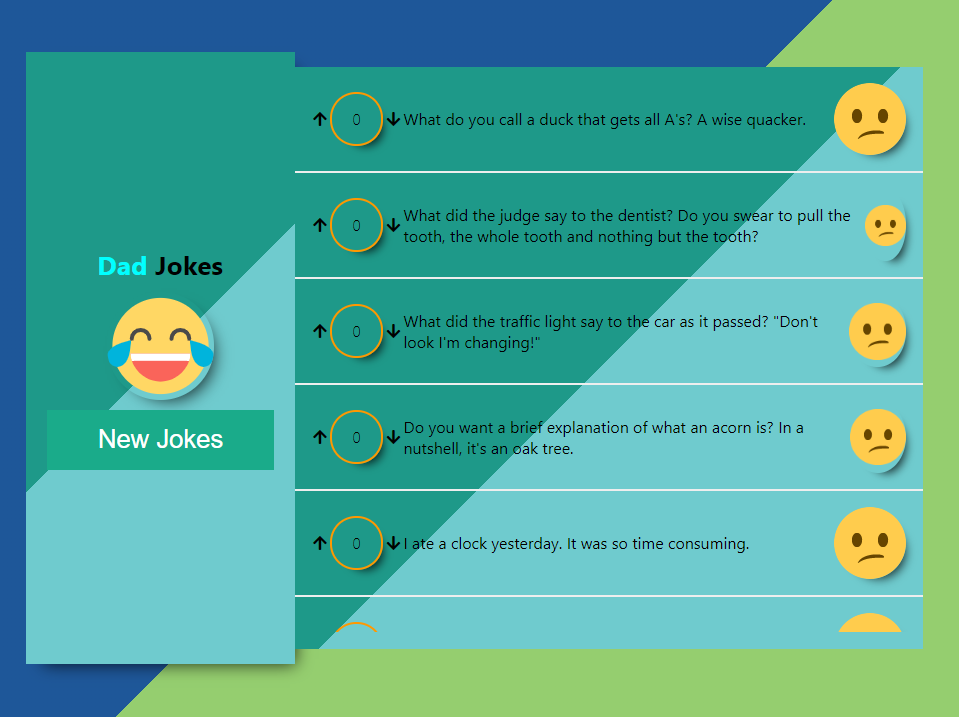 Dad Jokes
New Jokes
0
What do you call a duck that gets all A's? A wise quacker.
0
What did the judge say to the dentist? Do you swear to pull the
tooth, the whole tooth and nothing but the tooth?
0
What did the traffic light say to the car as it passed? "Don't
look I'm changing!"
0
Do you want a brief explanation of what an acorn is? In a
nutshell, it's an oak tree.
0
I ate a clock yesterday. It was so time consuming.